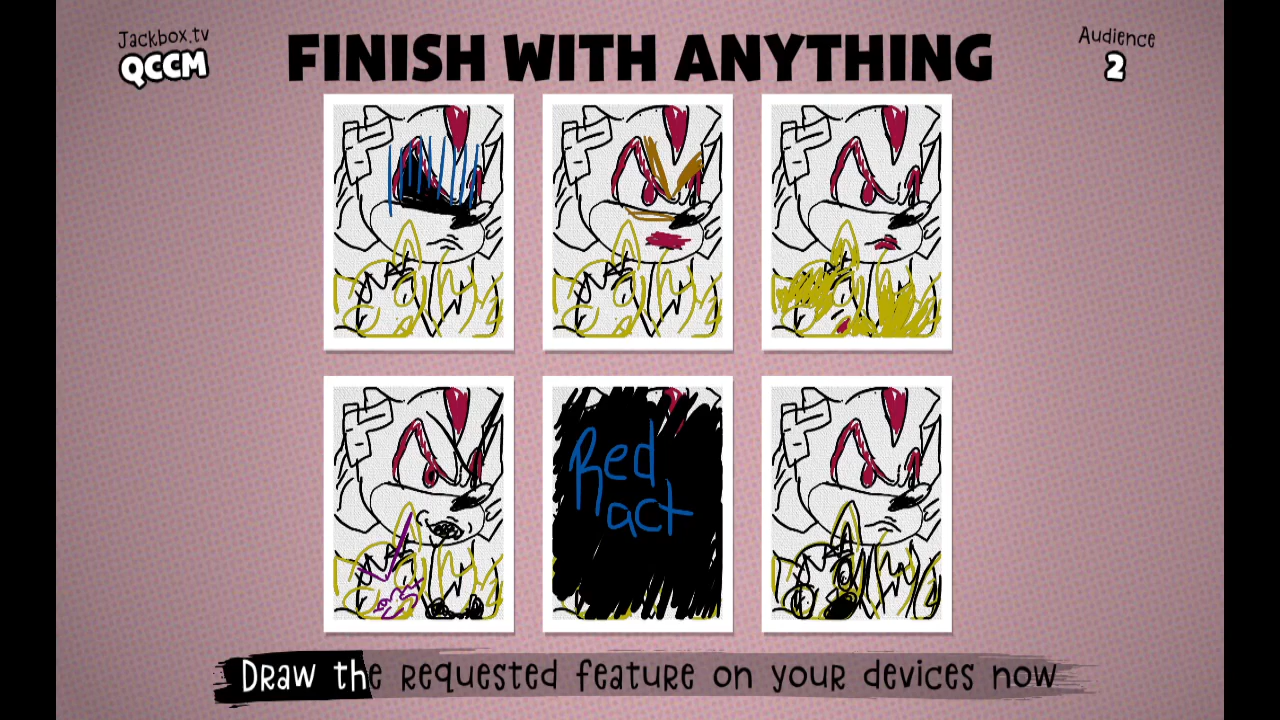 Jackbox.tv
QCCM
FINISH WITH ANYTHING
Audience
2
Red
act
Draw the requested feature on your devices now